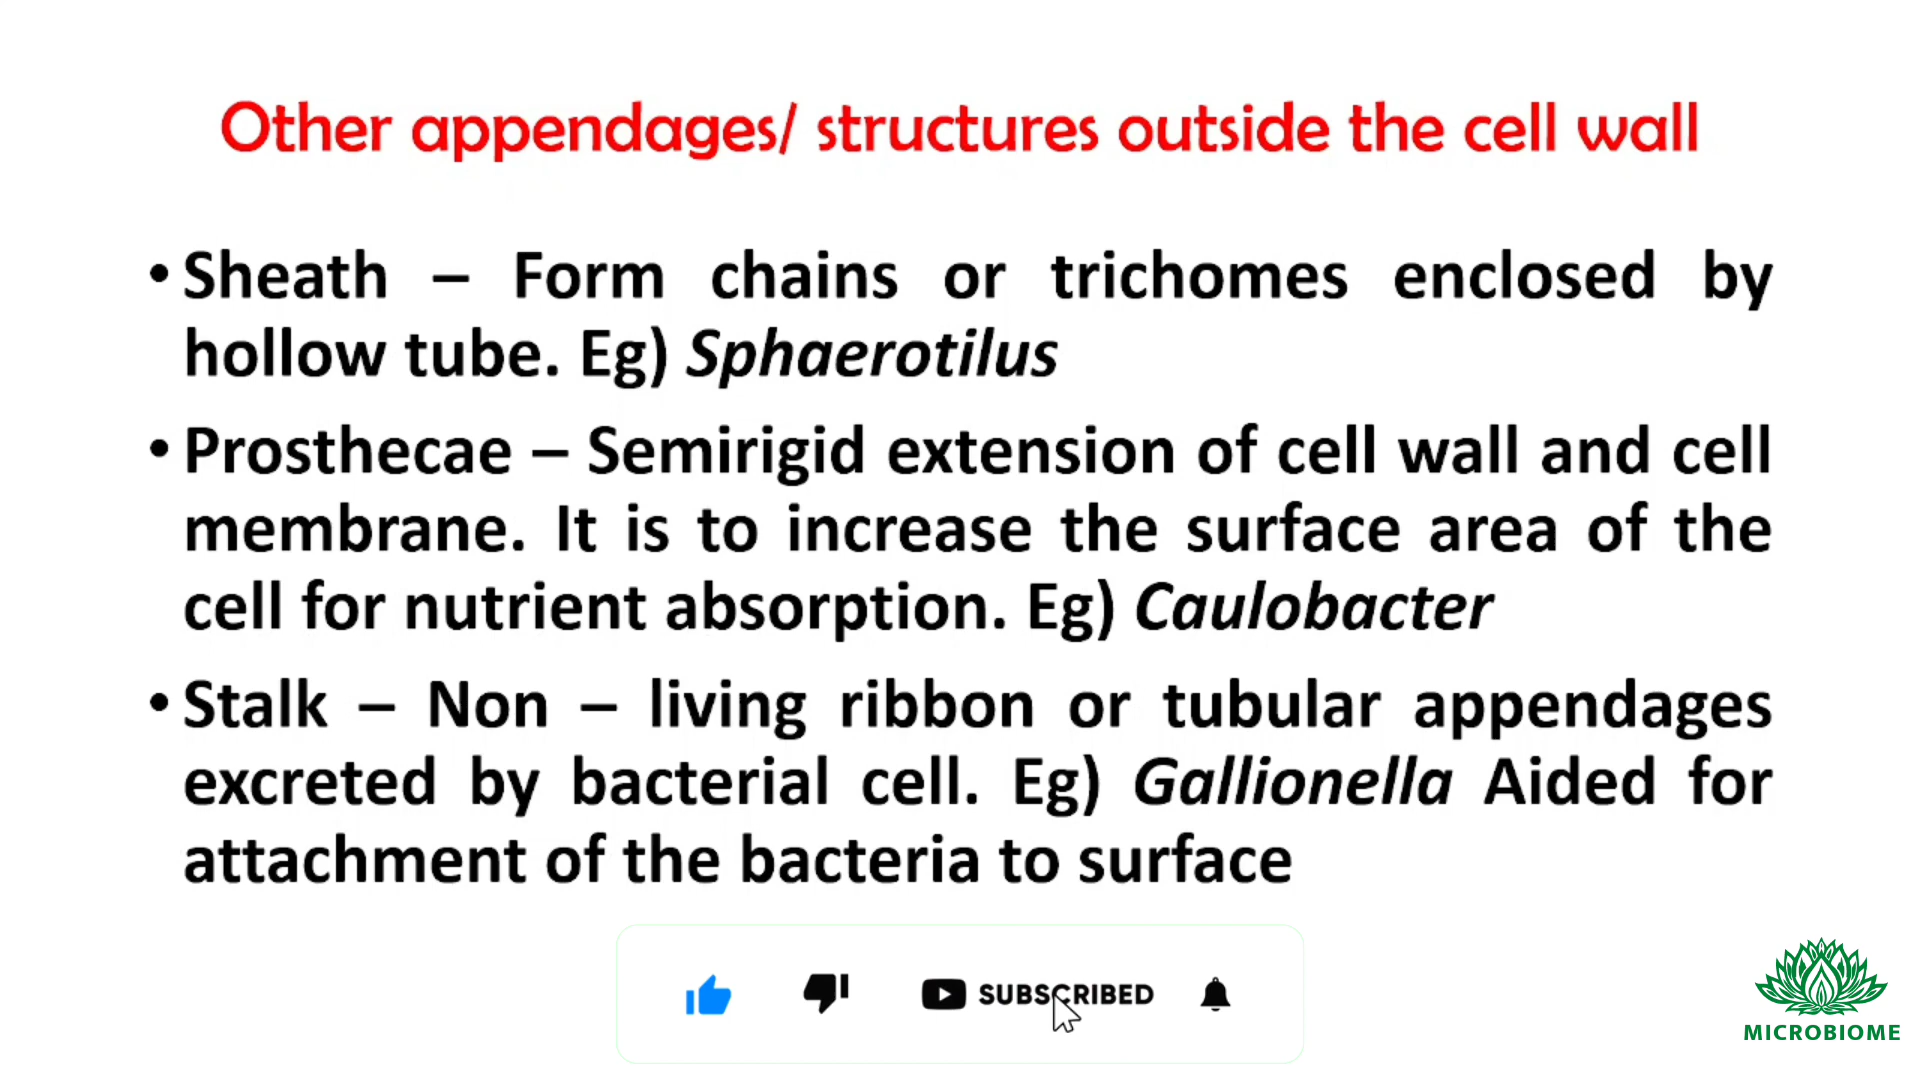 Other appendages/ structures outside the cell wall
• Sheath – Form chains or trichomes enclosed by
hollow tube. Eg) Sphaerotilus
• Prosthecae – Semirigid extension of cell wall and cell
membrane. It is to increase the surface area of the
cell for nutrient absorption. Eg) Caulobacter
• Stalk – Non – living ribbon or tubular appendages
excreted by bacterial cell. Eg) Gallionella Aided for
attachment of the bacteria to surface
SUBSCRIBED
MICROBIOME